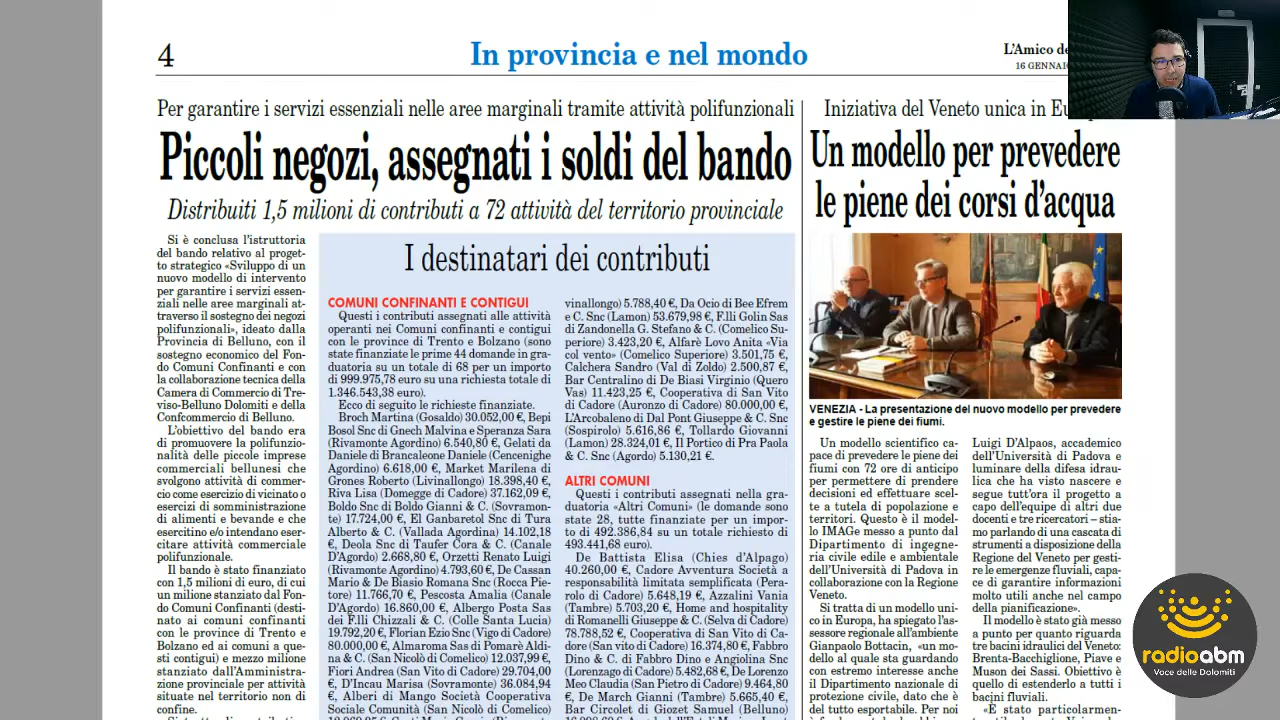 4
In provincia e nel mondo
L'Amico de
16 GENNAIO
Per garantire i servizi essenziali nelle aree marginali tramite attività polifunzionali
Piccoli negozi, assegnati i soldi del bando
Distribuiti 1,5 milioni di contributi a 72 attività del territorio provinciale
Si è conclusa l'istruttoria
del bando relativo al proget-
to strategico «Sviluppo di un
nuovo modello di intervento
per garantire i servizi essen-
ziali nelle aree marginali at-
traverso il sostegno dei negozi
polifunzionali», ideato dalla
Provincia di Belluno, con il
sostegno economico del Fon-
do Comuni Confinanti e con
la collaborazione tecnica della
Camera di Commercio di Tre-
viso-Belluno Dolomiti e della
Confcommercio di Belluno.
L'obiettivo del bando era
di promuovere la polifunzio-
nalità delle piccole imprese
commerciali bellunesi che
svolgono attività di commer-
cio come esercizio di vicinato o
esercizi di somministrazione
di alimenti e bevande e che
esercitino e/o intendano eser-
citare attività commerciale
polifunzionale.
Il bando è stato finanziato
con 1,5 milioni di euro, di cui
un milione stanziato dal Fon-
do Comuni Confinanti (desti-
nato ai comuni confinanti
con le province di Trento e
Bolzano ed ai comuni a que-
sti contigui) e mezzo milione
stanziato dall'Amministra-
zione provinciale per attività
situate nel territorio non di
confine.
I destinatari dei contributi
COMUNI CONFINANTI E CONTIGUI
Questi i contributi assegnati alle attività
operanti nei Comuni confinanti e contigui
con le province di Trento e Bolzano (sono
state finanziate le prime 44 domande in gra-
duatoria su un totale di 68 per un importo
di 999.975,78 euro su una richiesta totale di
1.346.543,38 euro).
Ecco di seguito le richieste finanziate.
Broch Martina (Gosaldo) 30.052,00 €, Bepi
Bosol Snc di Gnech Malvina e Speranza Sara
(Rivamonte Agordino) 6.540,80 €, Gelati da
Daniele di Brancaleone Daniele (Cencenighe
Agordino) 6.618,00 €, Market Marilena di
Grones Roberto (Livinallongo) 18.398,40 €,
Riva Lisa (Domegge di Cadore) 37.162,09 €,
Boldo Snc di Boldo Gianni & C. (Sovramon-
te) 17.724,00 €, El Ganbaretol Snc di Tura
Alberto & C. (Vallada Agordina) 14.102,18
€, Deola Snc di Taufer Cora & C. (Canale
D'Agordo) 2.668,80 €, Orzetti Renato Luigi
(Rivamonte Agordino) 4.793,60 €, De Cassan
Mario & De Biasio Romana Snc (Rocca Pie-
tore) 11.766,70 €, Pescosta Amalia (Canale
D'Agordo) 16.860,00 €, Albergo Posta Sas
dei F.lli Chizzali & C. (Colle Santa Lucia)
19.792,20 €, Florian Ezio Snc (Vigo di Cadore)
80.000,00 €, Almaroma Sas di Pomarè Aldi-
na & C. (San Nicolò di Comelico) 12.037,99 €,
Fiori Andrea (San Vito di Cadore) 29.704,00
€, D'Incau Marisa (Sovramonte) 36.084,94
€, Alberi di Mango Società Cooperativa
Sociale Comunità (San Nicolò di Comelico)
vinallongo) 5.788,40 €, Da Ocio di Bee Efrem
e C. Snc (Lamon) 53.679,98 €, F.lli Golin Sas
di Zandonella G. Stefano & C. (Comelico Su-
periore) 3.423,20 €, Alfarè Lovo Anita «Via
col vento» (Comelico Superiore) 3.501,75 €,
Calchera Sandro (Val di Zoldo) 2.500,87 €,
Bar Centralino di De Biasi Virginio (Quero
Vas) 11.423,25 €, Cooperativa di San Vito
di Cadore (Auronzo di Cadore) 80.000,00 €,
L'Arcobaleno di Dal Pont Giuseppe & C. Snc
(Sospirolo) 5.616,86 €, Tollardo Giovanni
(Lamon) 28.324,01 €, Il Portico di Pra Paola
& C. Snc (Agordo) 5.130,21 €.
ALTRI COMUNI
Questi i contributi assegnati nella gra-
duatoria «Altri Comuni» (le domande sono
state 28, tutte finanziate per un impor-
to di 492.386,84 su un totale richiesto di
493.441,68 euro).
De Battista Elisa (Chies d'Alpago)
40.260,00 €, Cadore Avventura Società a
responsabilità limitata semplificata (Pera-
rolo di Cadore) 5.648,19 €, Azzalini Vania
(Tambre) 5.703,20 €, Home and hospitality
di Romanelli Giuseppe & C. (Selva di Cadore)
78.788,52 €, Cooperativa di San Vito di Ca-
dore (San vito di Cadore) 16.374,80 €, Fabbro
Dino & C. di Fabbro Dino e Angiolina Snc
(Lorenzago di Cadore) 5.482,68 €, De Lorenzo
Meo Claudia (San Pietro di Cadore) 9.464,80
€, De March Gianni (Tambre) 5.665,40 €,
Bar Circolet di Giozet Samuel (Belluno)
Iniziativa del Veneto unica in Eu
Un modello per prevedere
le piene dei corsi d'acqua
VENEZIA - La presentazione del nuovo modello per prevedere
e gestire le piene dei fiumi.
Un modello scientifico ca-
pace di prevedere le piene dei
fiumi con 72 ore di anticipo
per permettere di prendere
decisioni ed effettuare scel-
te a tutela di popolazione e
territori. Questo è il model-
lo IMAGe messo a punto dal
Dipartimento di ingegne-
ria civile edile e ambientale
dell'Università di Padova in
collaborazione con la Regione
Veneto.
Si tratta di un modello uni-
co in Europa, ha spiegato l'as-
sessore regionale all'ambiente
Gianpaolo Bottacin, «un mo-
dello al quale sta guardando
con estremo interesse anche
il Dipartimento nazionale di
protezione civile, dato che è
del tutto esportabile. Per noi
Luigi D'Alpaos, accademico
dell'Università di Padova e
luminare della difesa idrau-
lica che ha visto nascere e
segue tutt'ora il progetto a
capo dell'equipe di altri due
docenti e tre ricercatori – stia-
mo parlando di una cascata di
strumenti a disposizione della
Regione del Veneto per gesti-
re le emergenze fluviali, capa-
ce di garantire informazioni
molto utili anche nel campo
della pianificazione».
Il modello è stato già messo
a punto per quanto riguarda
tre bacini idraulici del Veneto:
Brenta-Bacchiglione, Piave e
Muson dei Sassi. Obiettivo è
quello di estenderlo a tutti i
bacini fluviali.
«È stato particolarmen-
radioabm
Voce delle Dolomiti